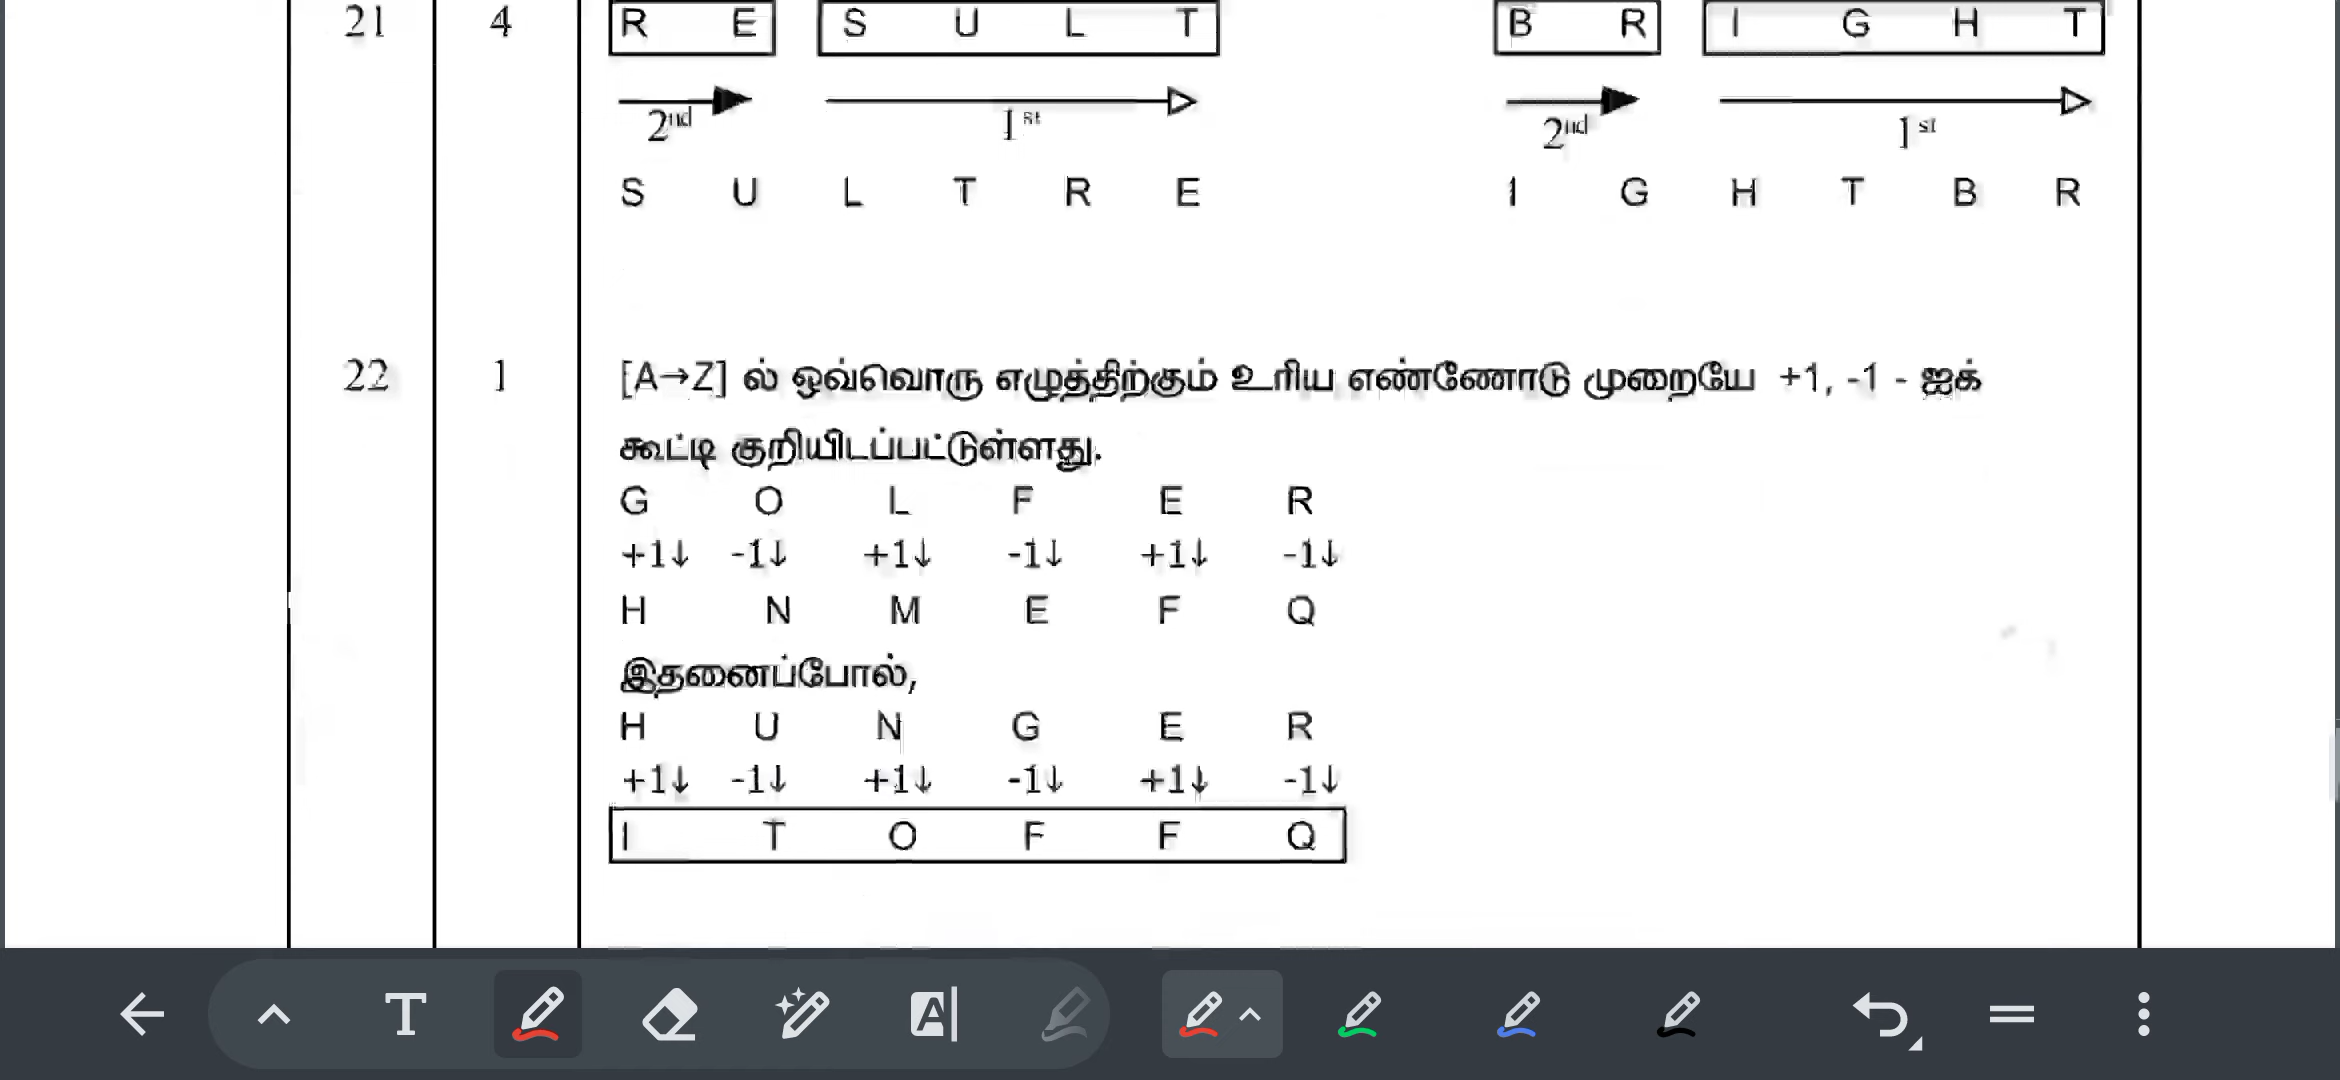 21 4 R E S U L T B R I G H T
2nd 1st 2nd 1st
S U L T R E I G H T B R
22 1 [A→Z] ல் ஒவ்வொரு எழுத்திற்கும் உரிய எண்ணோடு முறையே +1, -1 - ஐக்
கூட்டி குறியிடப்பட்டுள்ளது.
G O L F E R
+1↓ -1↓ +1↓ -1↓ +1↓ -1↓
H N M E F Q
இதனைப்போல்,
H U N G E R
+1↓ -1↓ +1↓ -1↓ +1↓ -1↓
I T O F F Q
T A